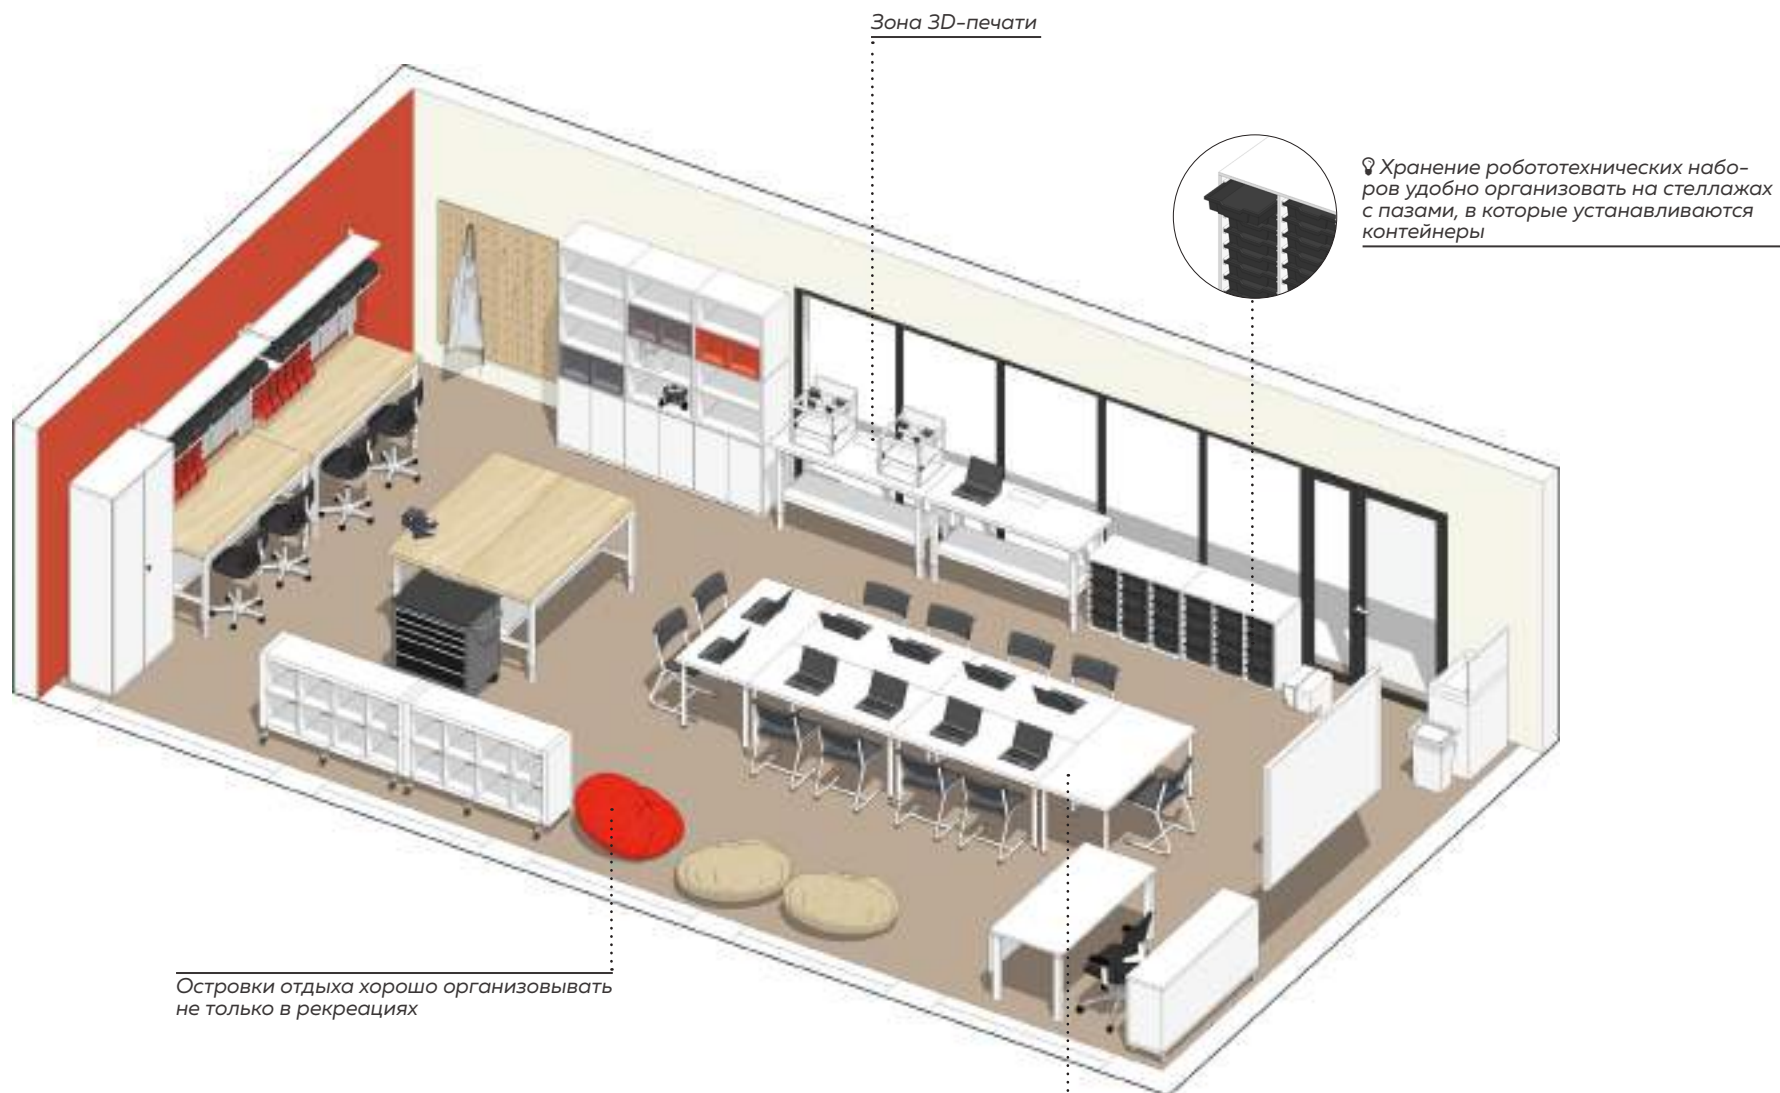 Зона 3D-печати
Хранение робототехнических набо-
ров удобно организовать на стеллажах
с пазами, в которые устанавливаются
контейнеры
Островки отдыха хорошо организовывать
не только в рекреациях